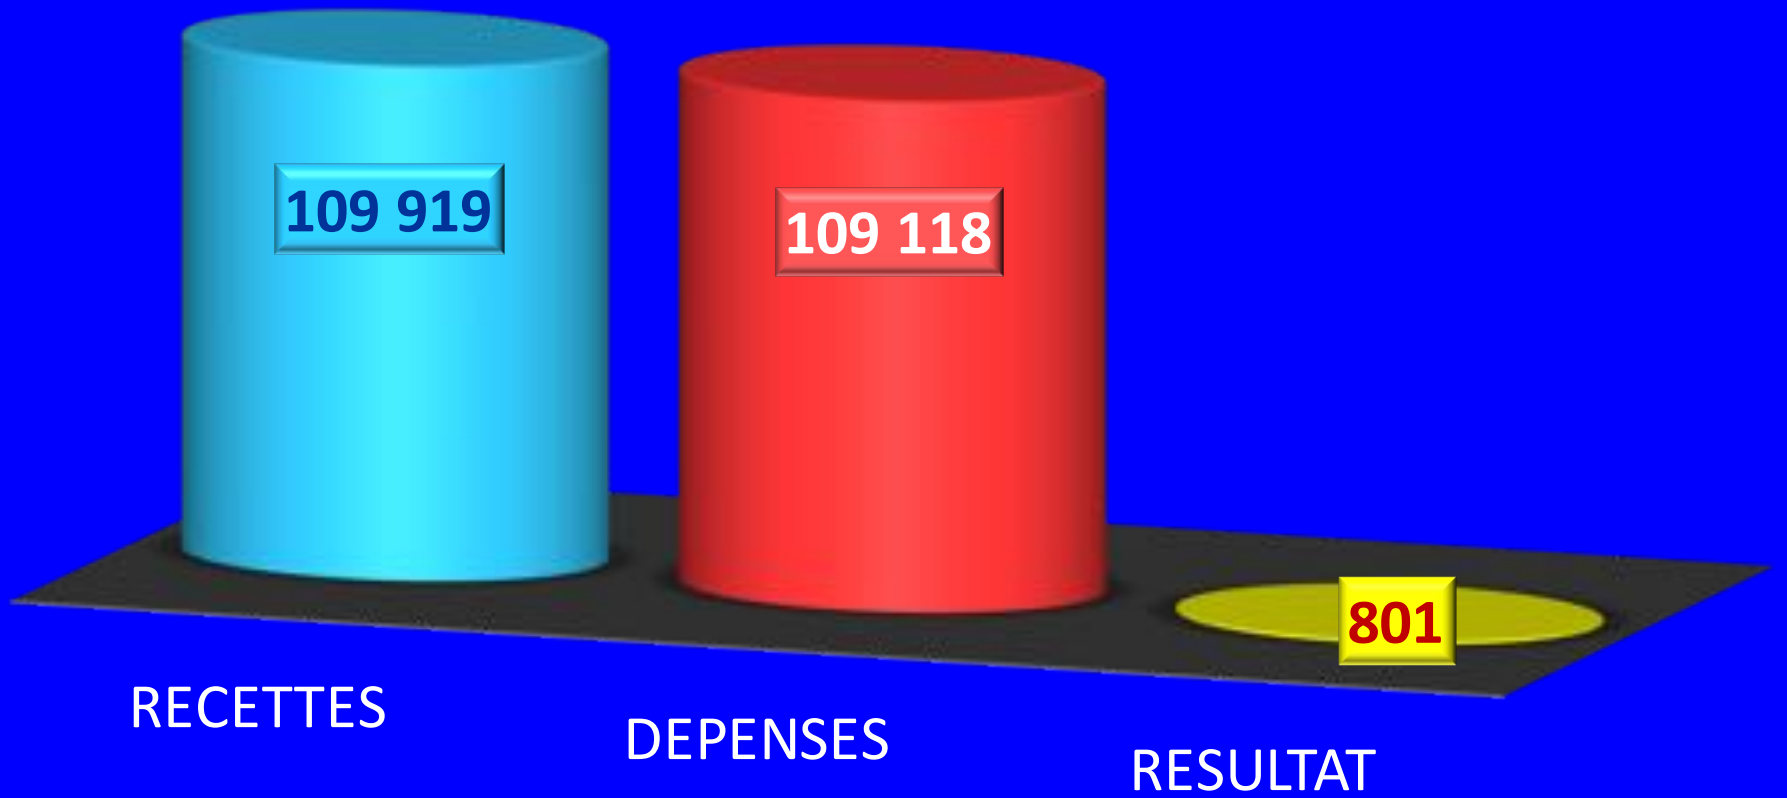 109 919
109 118
801
RECETTES
DEPENSES
RESULTAT